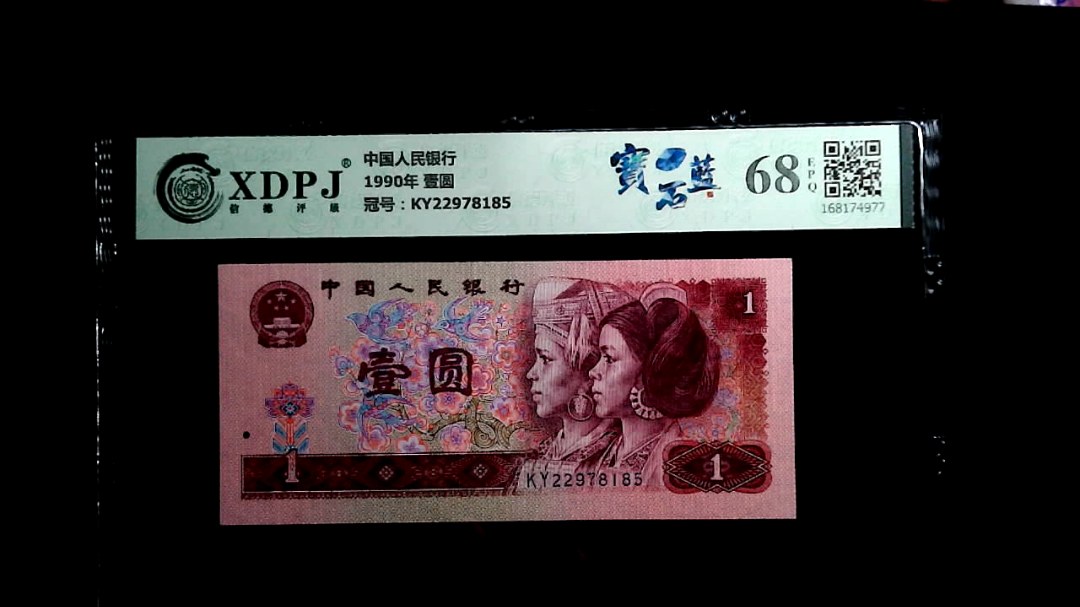 XDPJ®
信德评级
中国人民银行
1990年 壹圆
冠号：KY22978185
寶石蓝
68
EPQ
168174977
中国人民银行
1
壹圆
1
KY22978185
1